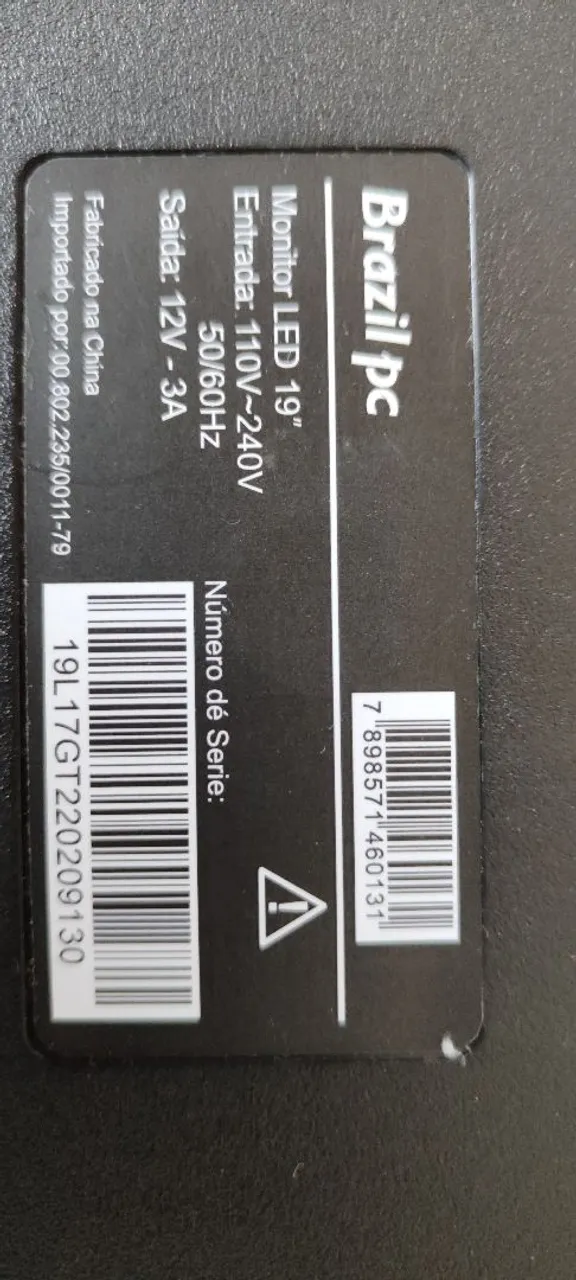 Brazil pc
7 898571 460131
Monitor LED 19"
Entrada: 110V~240V
50/60Hz
Saída: 12V - 3A
Número dé Serie:
19L17GT220209130
Fabricado na China
Importado por:00.802.235/0011-79